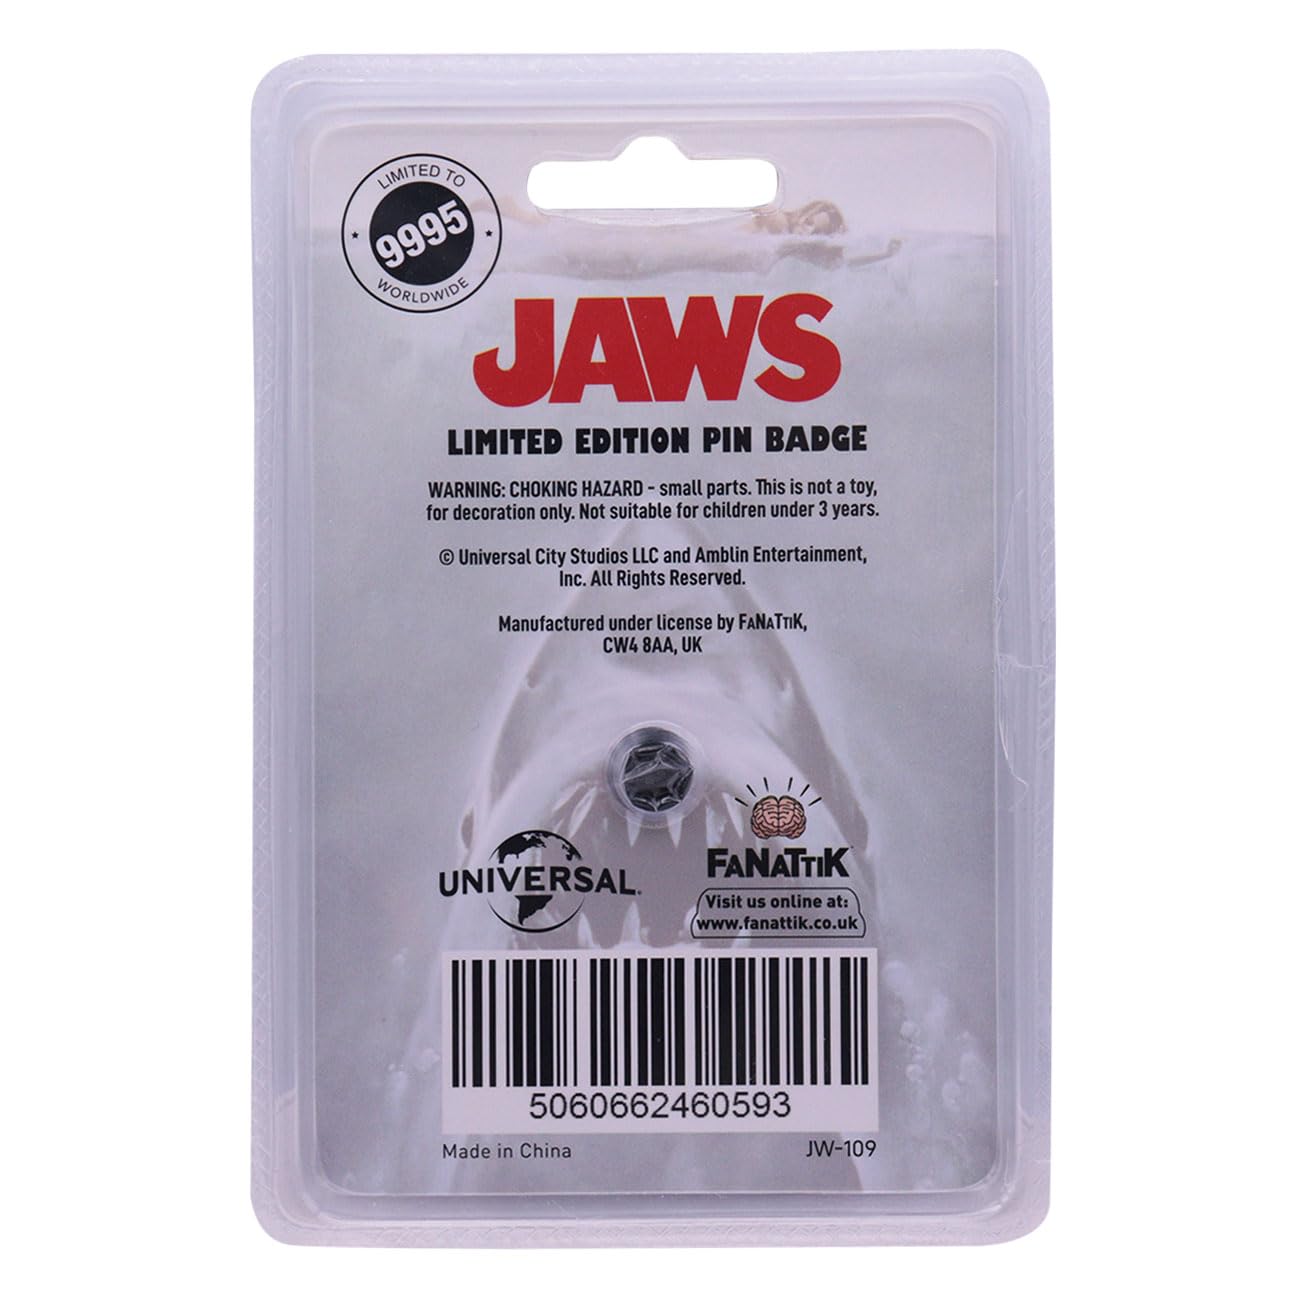 LIMITED TO
9995
WORLDWIDE
JAWS
LIMITED EDITION PIN BADGE
WARNING: CHOKING HAZARD - small parts. This is not a toy,
for decoration only. Not suitable for children under 3 years.
© Universal City Studios LLC and Amblin Entertainment,
Inc. All Rights Reserved.
Manufactured under license by FANATTIK,
CW4 8AA, UK
UNIVERSAL
FANATTIK
Visit us online at:
www.fanattik.co.uk
5060662460593
Made in China
JW-109